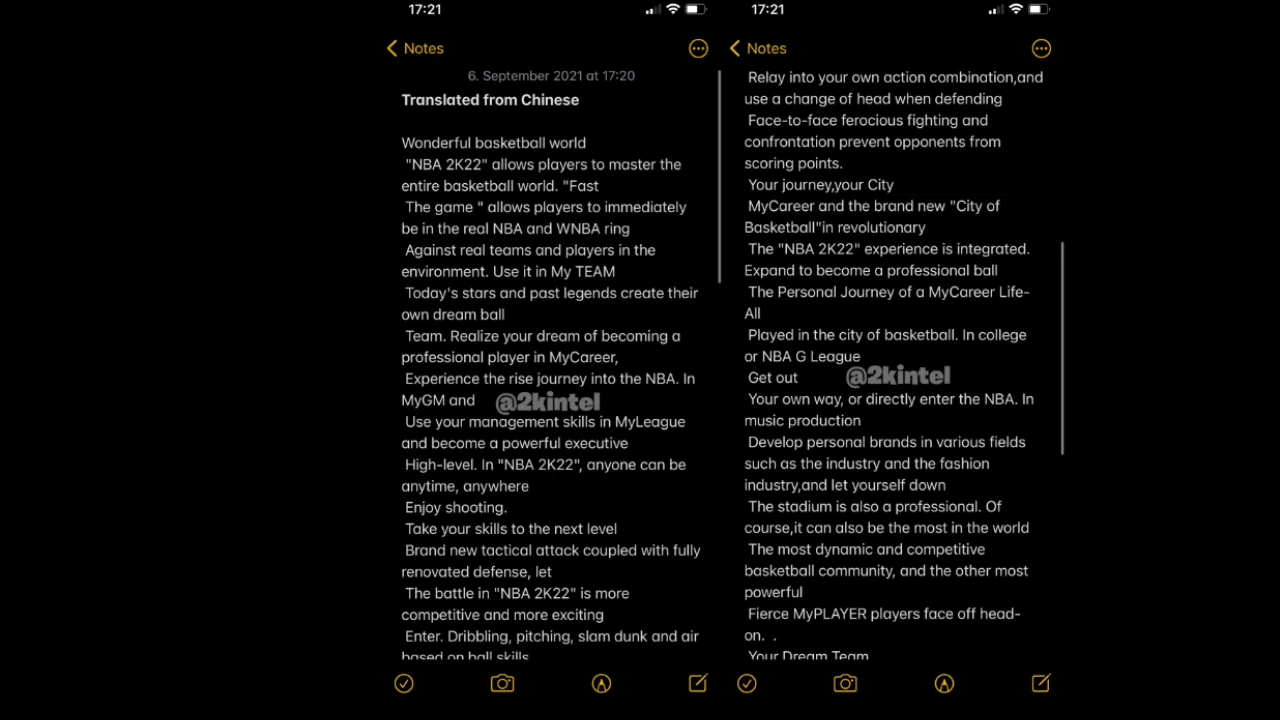 17:21
Notes
6. September 2021 at 17:20
Translated from Chinese
Wonderful basketball world
"NBA 2K22" allows players to master the
entire basketball world. "Fast
The game " allows players to immediately
be in the real NBA and WNBA ring
Against real teams and players in the
environment. Use it in My TEAM
Today's stars and past legends create their
own dream ball
Team. Realize your dream of becoming a
professional player in MyCareer,
Experience the rise journey into the NBA. In
MyGM and
@2kintel
Use your management skills in MyLeague
and become a powerful executive
High-level. In "NBA 2K22", anyone can be
anytime, anywhere
Enjoy shooting.
Take your skills to the next level
Brand new tactical attack coupled with fully
renovated defense, let
The battle in "NBA 2K22" is more
competitive and more exciting
Enter. Dribbling, pitching, slam dunk and air
based on ball skills
17:21
Notes
Relay into your own action combination,and
use a change of head when defending
Face-to-face ferocious fighting and
confrontation prevent opponents from
scoring points.
Your journey,your City
MyCareer and the brand new "City of
Basketball"in revolutionary
The "NBA 2K22" experience is integrated.
Expand to become a professional ball
The Personal Journey of a MyCareer Life-
All
Played in the city of basketball. In college
or NBA G League
Get out
@2kintel
Your own way, or directly enter the NBA. In
music production
Develop personal brands in various fields
such as the industry and the fashion
industry,and let yourself down
The stadium is also a professional. Of
course,it can also be the most in the world
The most dynamic and competitive
basketball community, and the other most
powerful
Fierce MyPLAYER players face off head-
on. .
Your Dream Team